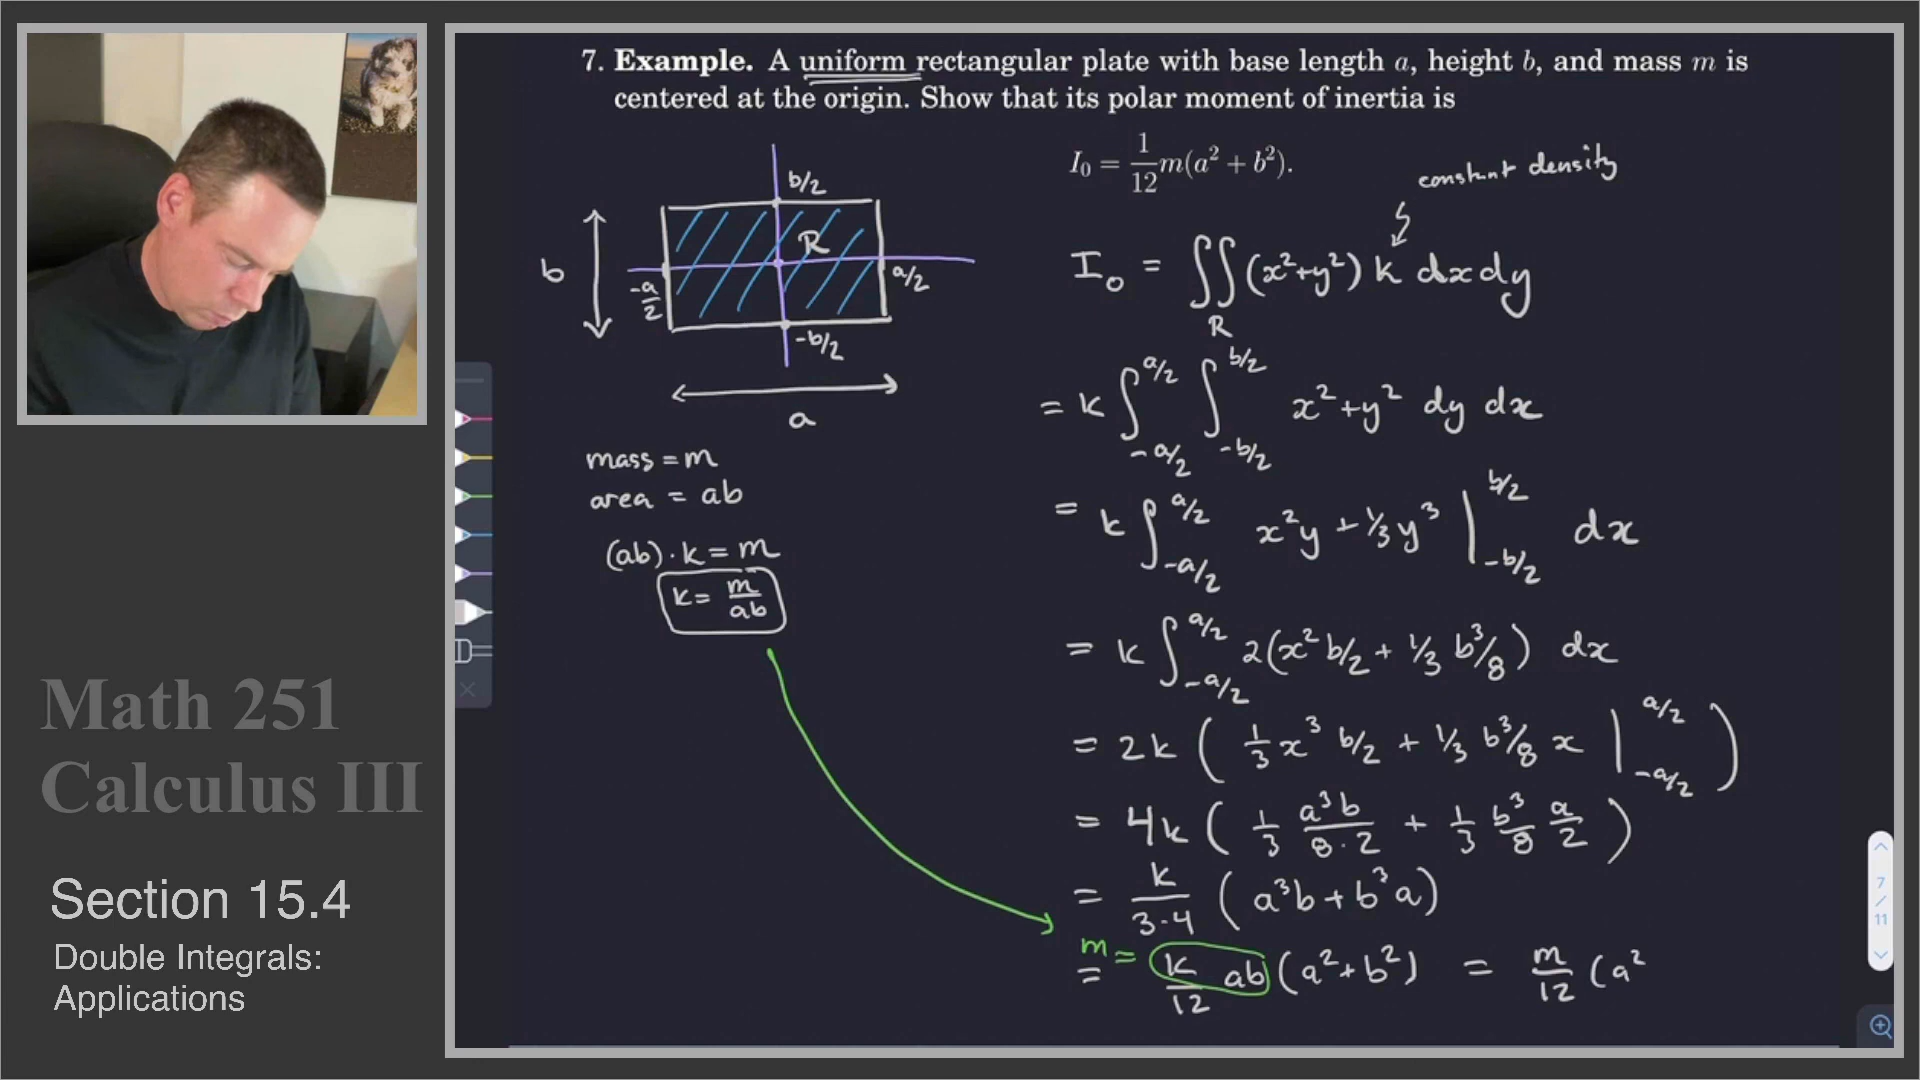 7. Example. A uniform rectangular plate with base length a, height b, and mass m is
centered at the origin. Show that its polar moment of inertia is
I₀ = 1/12 m(a² + b²).
constant density
b/2
R
b
-a/2
a/2
-b/2
a
mass = m
area = ab
(ab) · k = m
k = m/ab
I₀ = ∬_R (x²+y²) k dx dy
= k ∫_{-a/2}^{a/2} ∫_{-b/2}^{b/2} x²+y² dy dx
= k ∫_{-a/2}^{a/2} x²y + ⅓y³ |_{-b/2}^{b/2} dx
= k ∫_{-a/2}^{a/2} 2(x² b/2 + ⅓ b³/8) dx
= 2k ( 1/3 x³ b/2 + ⅓ b³/8 x |_{-a/2}^{a/2} )
= 4k ( 1/3 a³b/(8·2) + 1/3 b³/8 a/2 )
= k/(3·4) ( a³b + b³a )
m =
= k/12 ab (a² + b²) = m/12 (a²
Math 251
Calculus III
Section 15.4
Double Integrals:
Applications
7
/
11